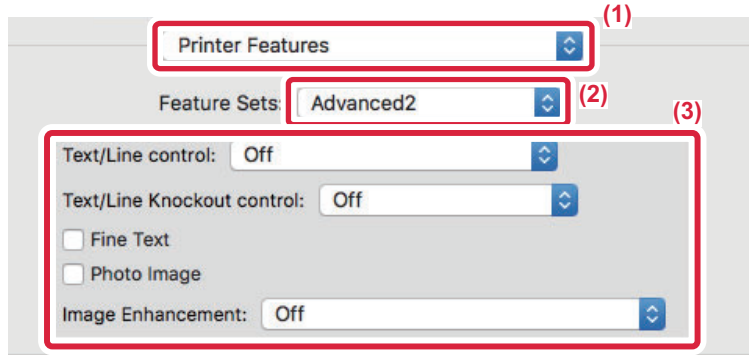 (1)
Printer Features
Feature Sets: Advanced2 (2)
(3)
Text/Line control: Off
Text/Line Knockout control: Off
Fine Text
Photo Image
Image Enhancement: Off